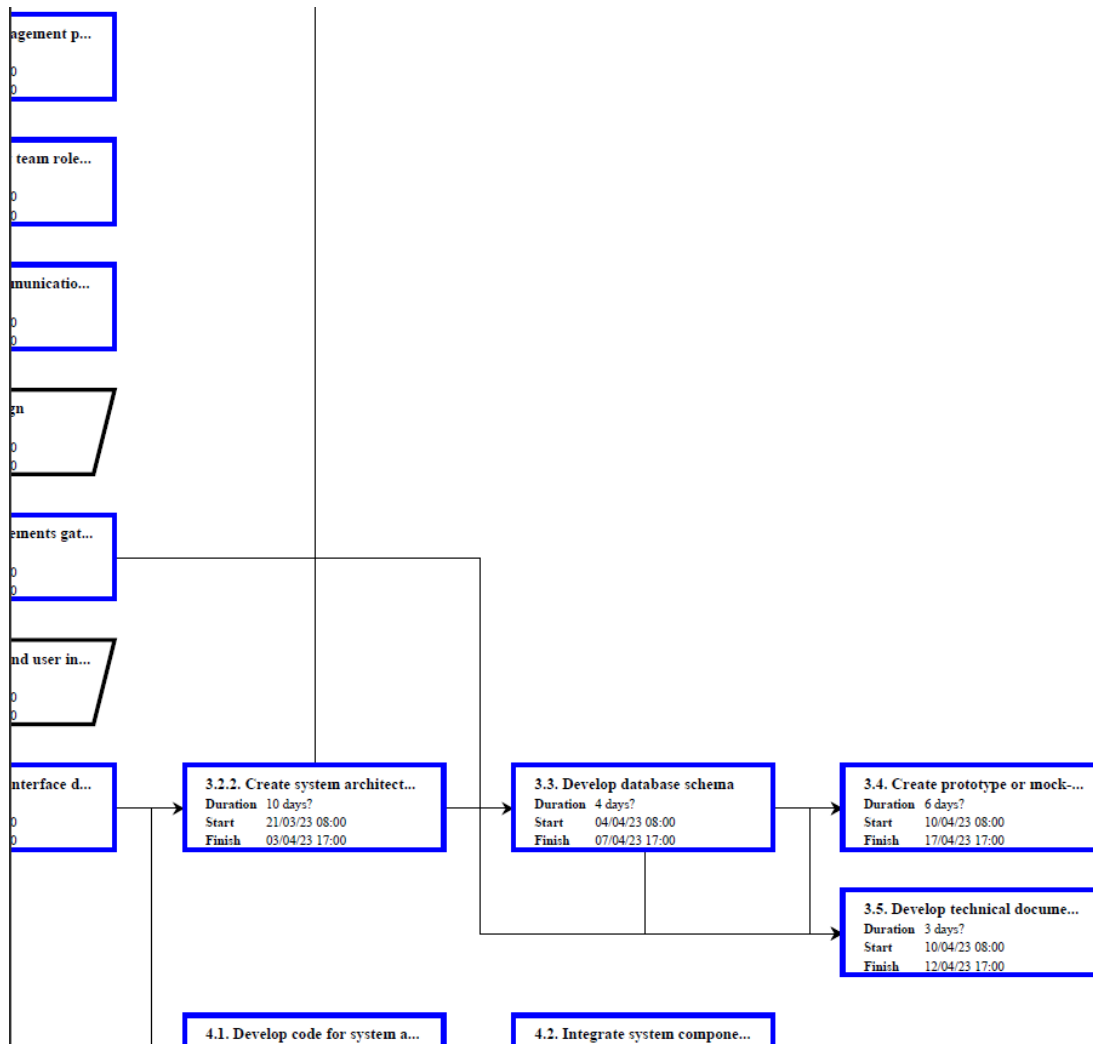 agement p...
0
0
team role...
0
0
municatio...
0
0
gn
0
0
ements gat...
0
0
nd user in...
0
0
nterface d...
0
0
3.2.2. Create system architect...
Duration 10 days?
Start 21/03/23 08:00
Finish 03/04/23 17:00
3.3. Develop database schema
Duration 4 days?
Start 04/04/23 08:00
Finish 07/04/23 17:00
3.4. Create prototype or mock-...
Duration 6 days?
Start 10/04/23 08:00
Finish 17/04/23 17:00
3.5. Develop technical docume...
Duration 3 days?
Start 10/04/23 08:00
Finish 12/04/23 17:00
4.1. Develop code for system a...
4.2. Integrate system compone...